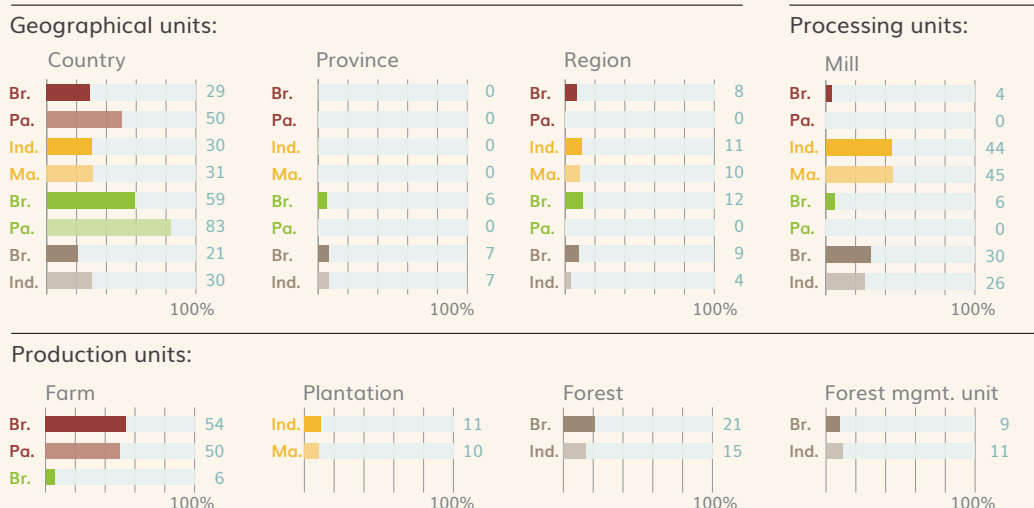 Geographical units:
Processing units:
Country
Province
Region
Mill
Br. 29 Br. 0 Br. 8 Br. 4
Pa. 50 Pa. 0 Pa. 0 Pa. 0
Ind. 30 Ind. 0 Ind. 11 Ind. 44
Ma. 31 Ma. 0 Ma. 10 Ma. 45
Br. 59 Br. 6 Br. 12 Br. 6
Pa. 83 Pa. 0 Pa. 0 Pa. 0
Br. 21 Br. 7 Br. 9 Br. 30
Ind. 30 Ind. 7 Ind. 4 Ind. 26
100% 100% 100% 100%
Production units:
Farm Plantation Forest Forest mgmt. unit
Br. 54 Ind. 11 Br. 21 Br. 9
Pa. 50 Ma. 10 Ind. 15 Ind. 11
Br. 6
100% 100% 100% 100%